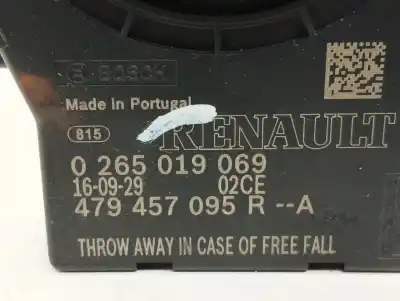 BOSCH
Made in Portugal
815
RENAULT
0 265 019 069
16-09-29 02CE
479 457 095 R --A
THROW AWAY IN CASE OF FREE FALL